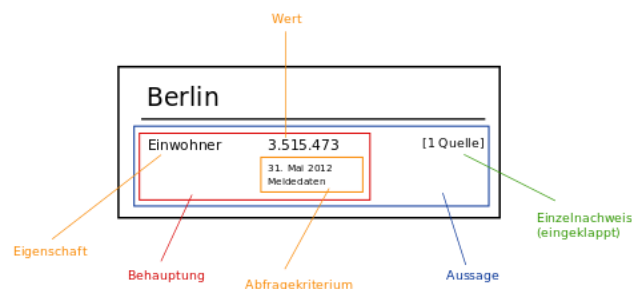 Wert
Berlin
Einwohner 3.515.473 [1 Quelle]
31. Mai 2012
Meldedaten
Einzelnachweis
(eingeklappt)
Eigenschaft
Behauptung
Aussage
Abfragekriterium